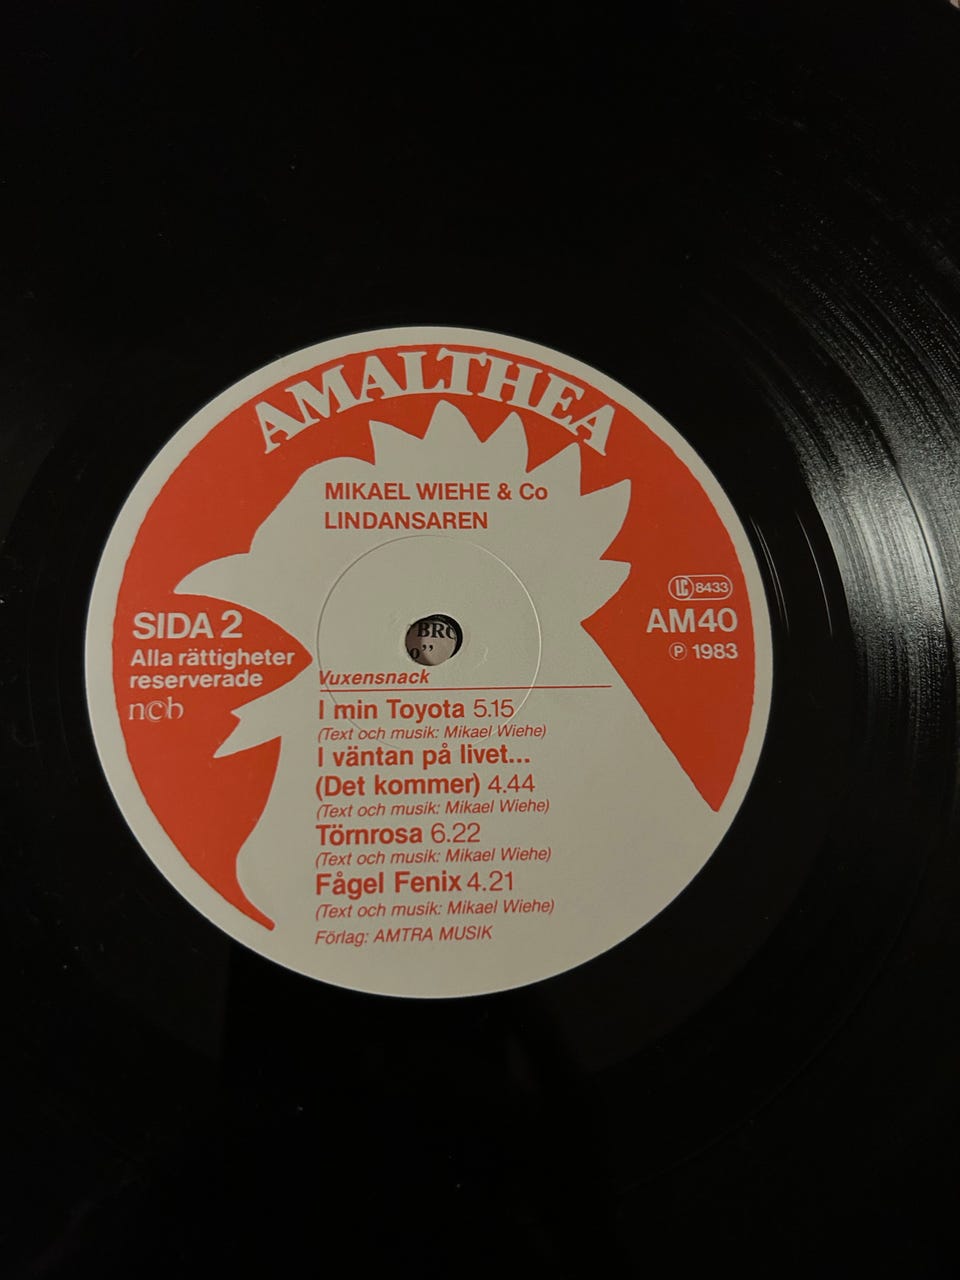 AMALTHEA
MIKAEL WIEHE & Co
LINDANSAREN
LC 8433
AM40
Ⓟ 1983
SIDA 2
Alla rättigheter
reserverade
ncb
Vuxensnack
I min Toyota 5.15
(Text och musik: Mikael Wiehe)
I väntan på livet...
(Det kommer) 4.44
(Text och musik: Mikael Wiehe)
Törnrosa 6.22
(Text och musik: Mikael Wiehe)
Fågel Fenix 4.21
(Text och musik: Mikael Wiehe)
Förlag: AMTRA MUSIK